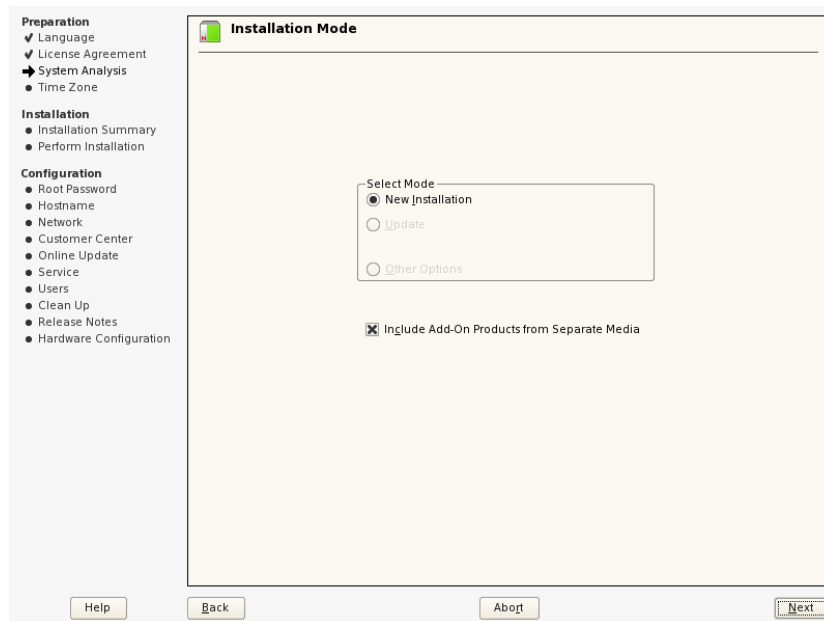 Preparation
Language
License Agreement
System Analysis
Time Zone
Installation
Installation Summary
Perform Installation
Configuration
Root Password
Hostname
Network
Customer Center
Online Update
Service
Users
Clean Up
Release Notes
Hardware Configuration
N
Installation Mode
Select Mode
New Installation
Update
Other Options
Include Add-On Products from Separate Media
Help
Back
Abort
Next